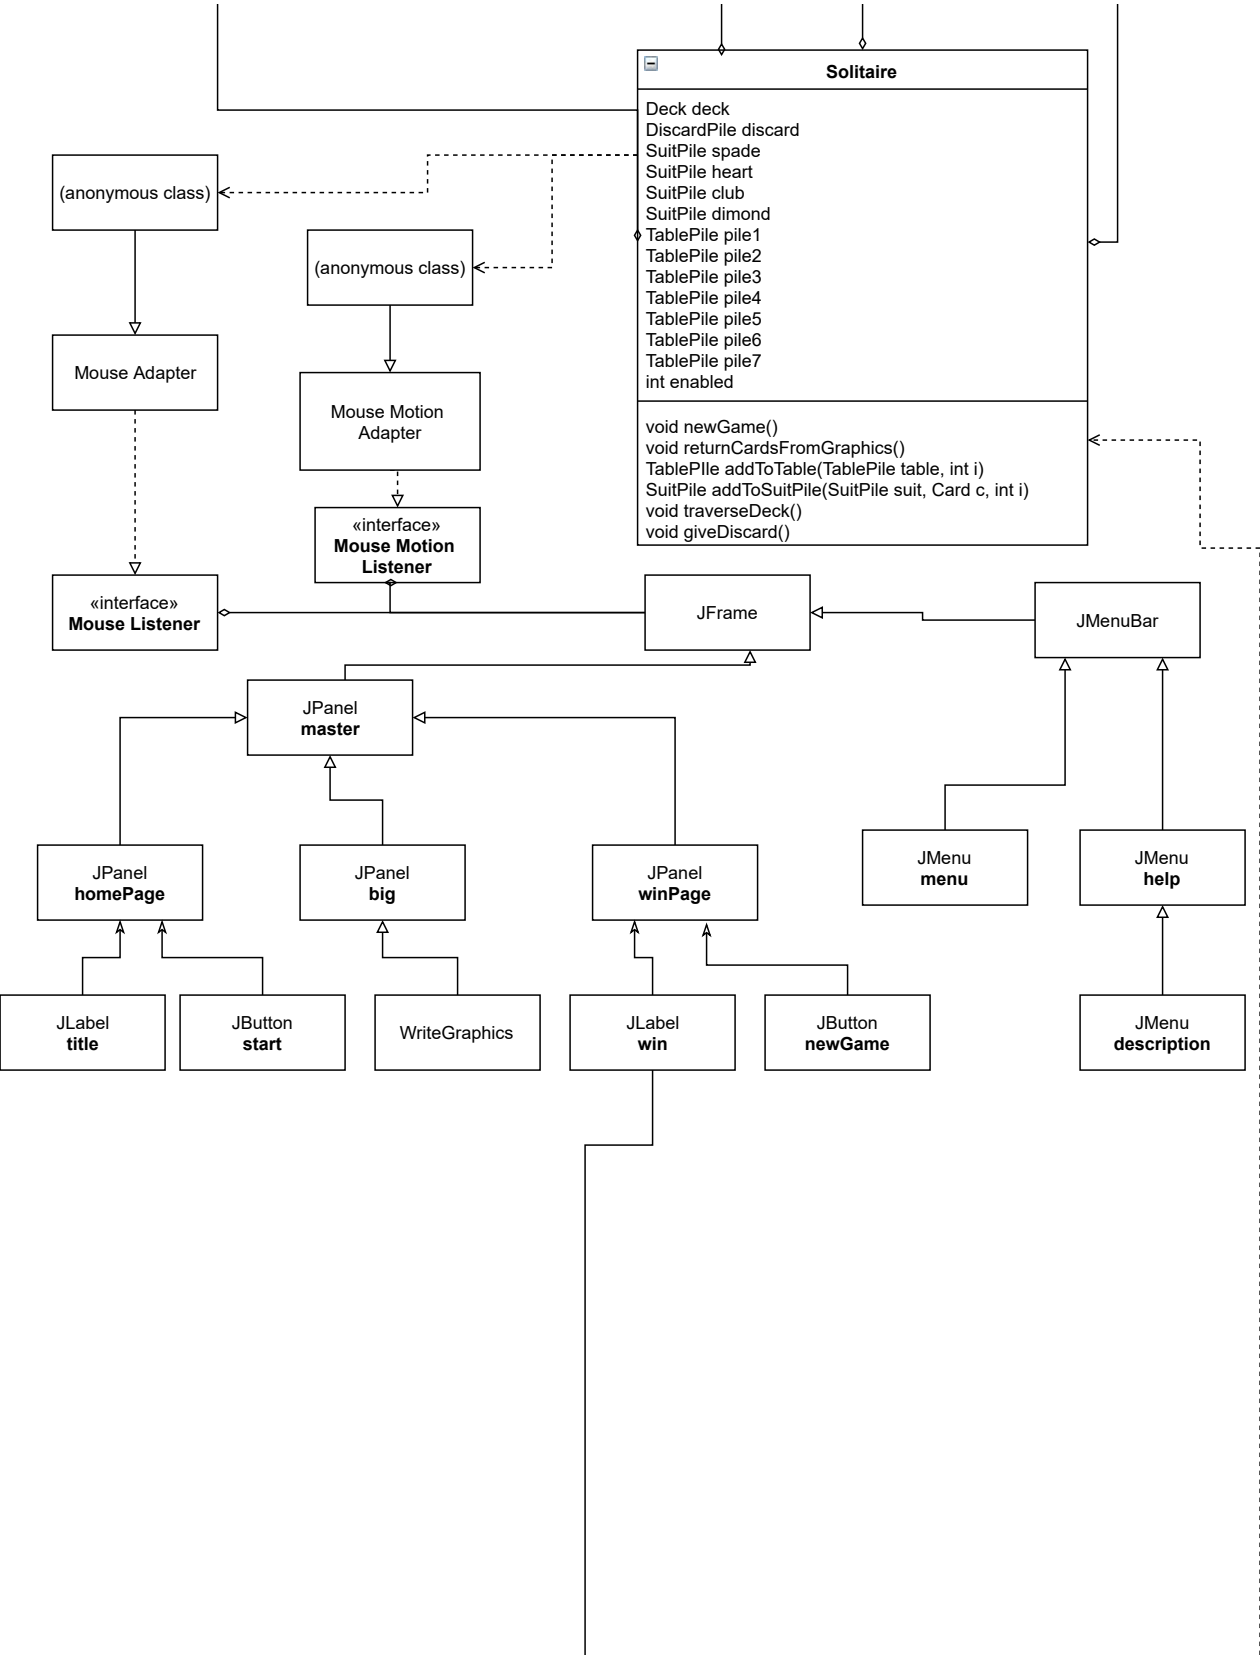 Solitaire
Deck deck
DiscardPile discard
SuitPile spade
SuitPile heart
SuitPile club
SuitPile dimond
TablePile pile1
TablePile pile2
TablePile pile3
TablePile pile4
TablePile pile5
TablePile pile6
TablePile pile7
int enabled
void newGame()
void returnCardsFromGraphics()
TablePIle addToTable(TablePile table, int i)
SuitPile addToSuitPile(SuitPile suit, Card c, int i)
void traverseDeck()
void giveDiscard()
(anonymous class)
(anonymous class)
Mouse Adapter
Mouse Motion
Adapter
«interface»
Mouse Motion
Listener
«interface»
Mouse Listener
JFrame
JMenuBar
JPanel
master
JPanel
homePage
JPanel
big
JPanel
winPage
JMenu
menu
JMenu
help
JLabel
title
JButton
start
WriteGraphics
JLabel
win
JButton
newGame
JMenu
description